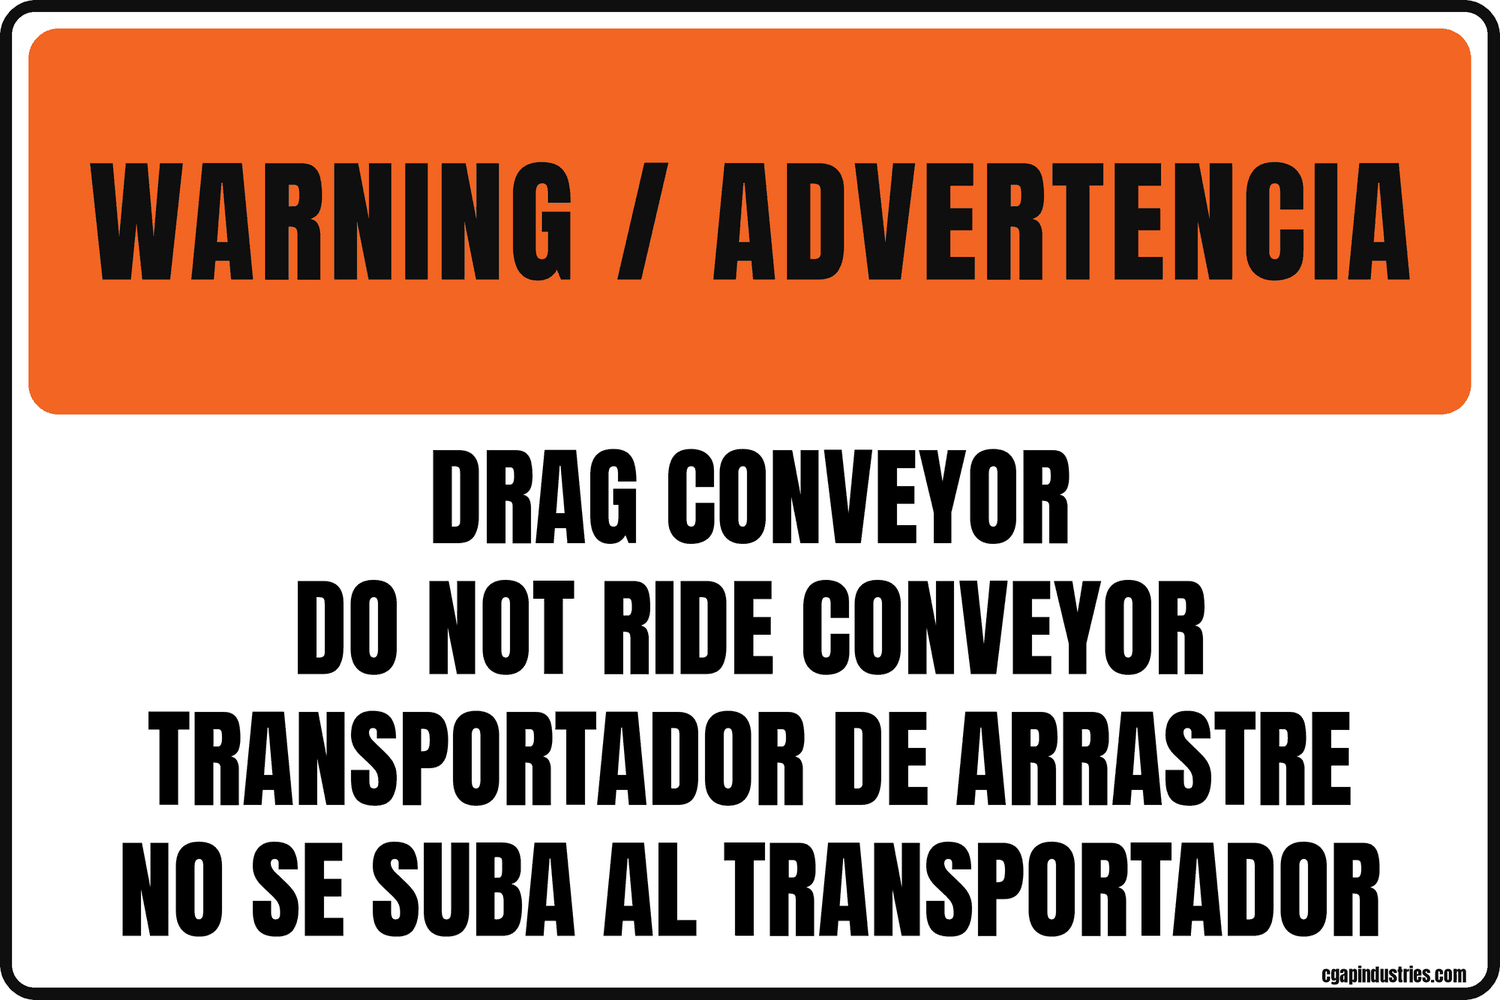 WARNING / ADVERTENCIA
DRAG CONVEYOR
DO NOT RIDE CONVEYOR
TRANSPORTADOR DE ARRASTRE
NO SE SUBA AL TRANSPORTADOR
cgapindustries.com